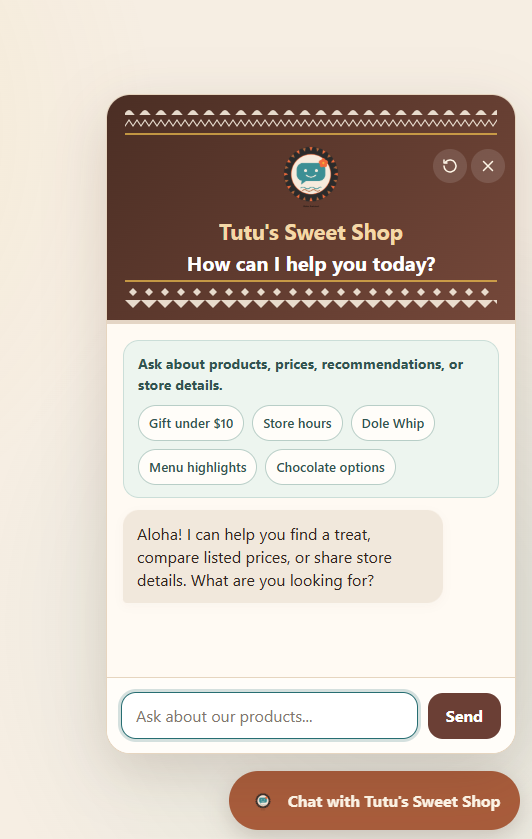 Tutu's Sweet Shop
How can I help you today?
Ask about products, prices, recommendations, or
store details.
Gift under $10
Store hours
Dole Whip
Menu highlights
Chocolate options
Aloha! I can help you find a treat,
compare listed prices, or share store
details. What are you looking for?
Ask about our products...
Send
Chat with Tutu's Sweet Shop